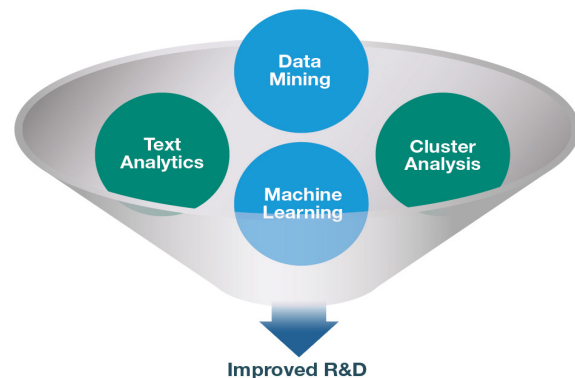 Data
Mining
Text
Analytics
Cluster
Analysis
Machine
Learning
Improved R&D